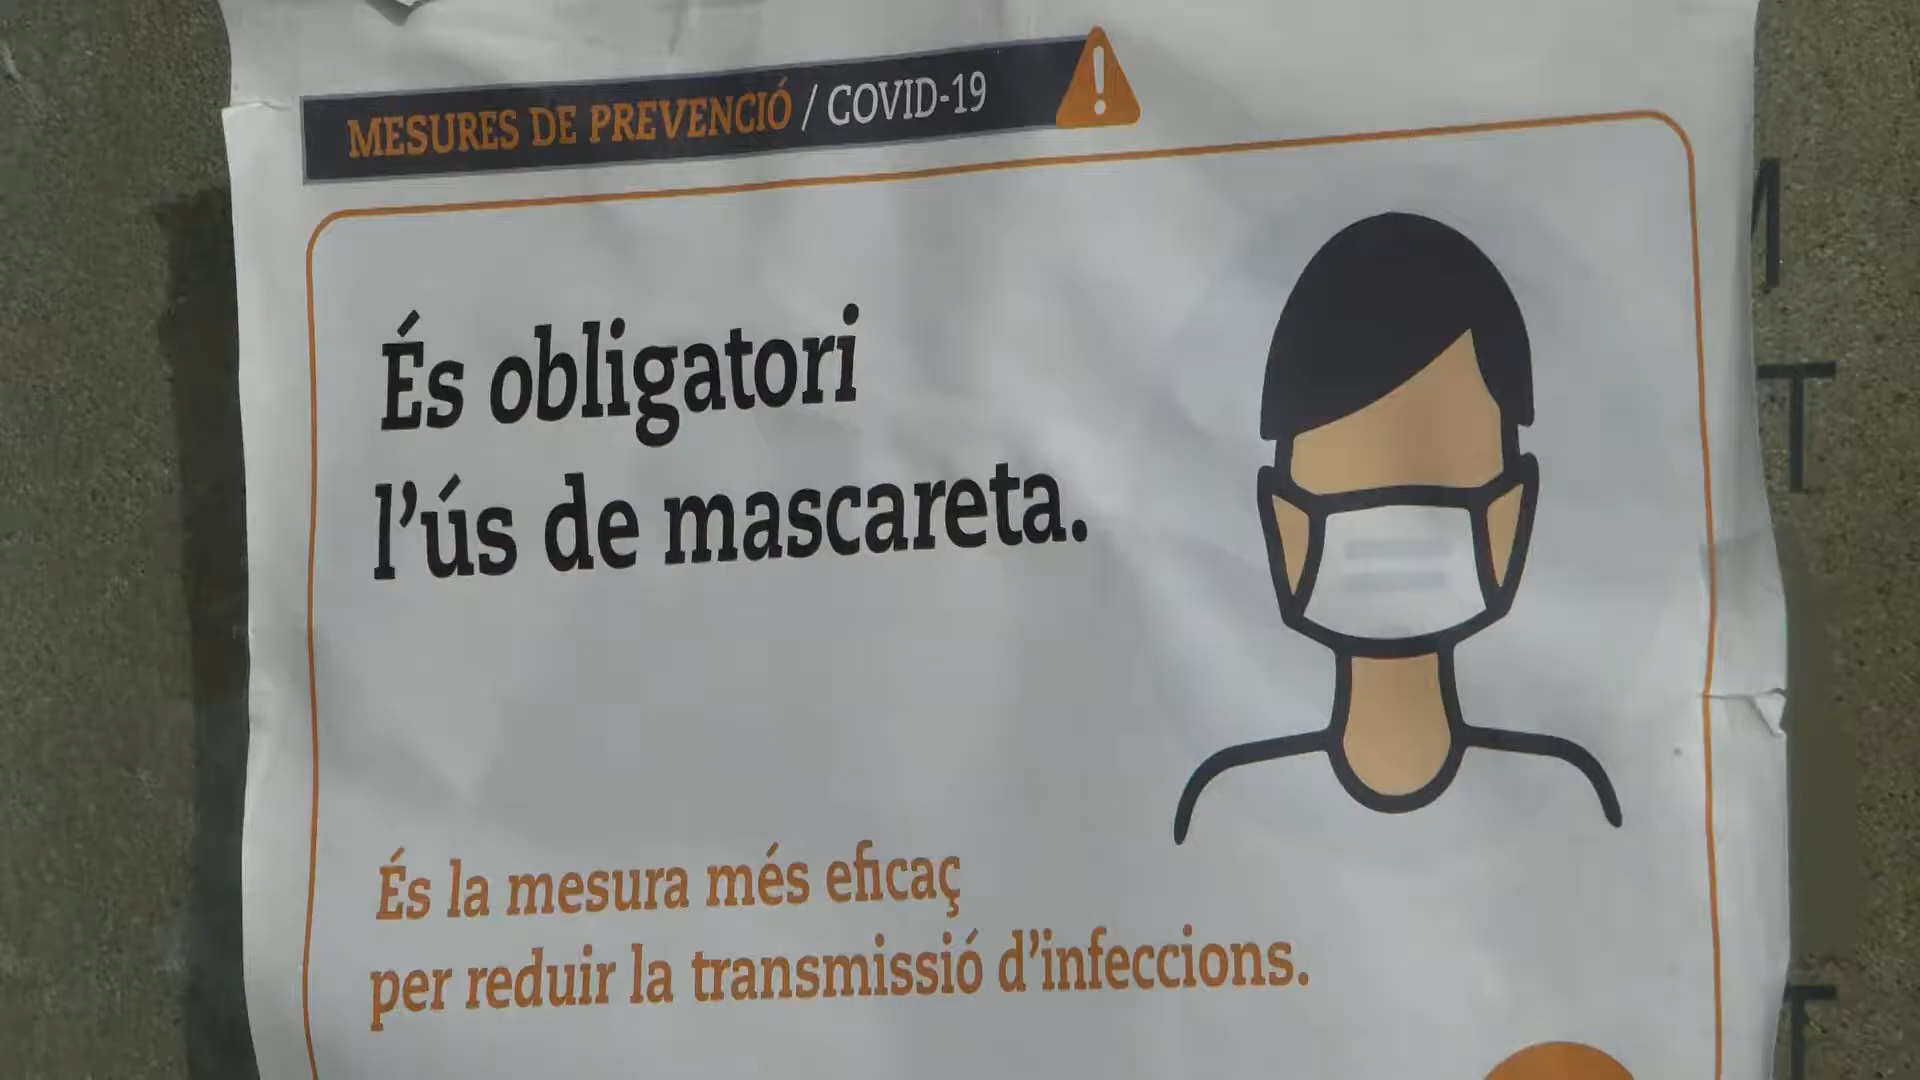 MESURES DE PREVENCIÓ / COVID-19
És obligatori
l'ús de mascareta.
És la mesura més eficaç
per reduir la transmissió d'infeccions.